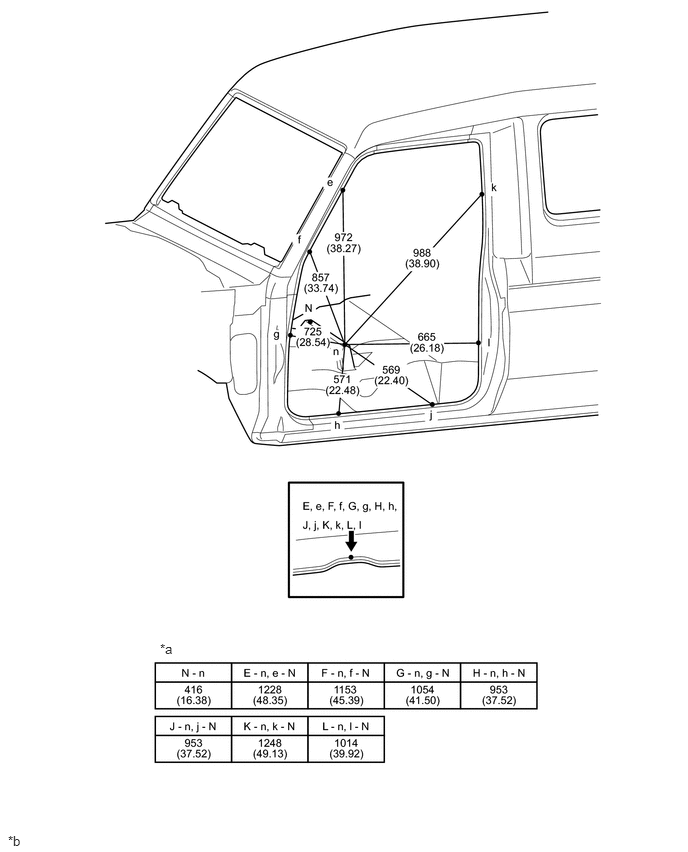 e
k
f
972
(38.27)
988
(38.90)
857
(33.74)
N
g
725
(28.54)
n
665
(26.18)
l
571
(22.48)
569
(22.40)
h
j
E, e, F, f, G, g, H, h,
J, j, K, k, L, l
*a
N - n
E - n, e - N
F - n, f - N
G - n, g - N
H - n, h - N
416
(16.38)
1228
(48.35)
1153
(45.39)
1054
(41.50)
953
(37.52)
J - n, j - N
K - n, k - N
L - n, l - N
953
(37.52)
1248
(49.13)
1014
(39.92)
*b